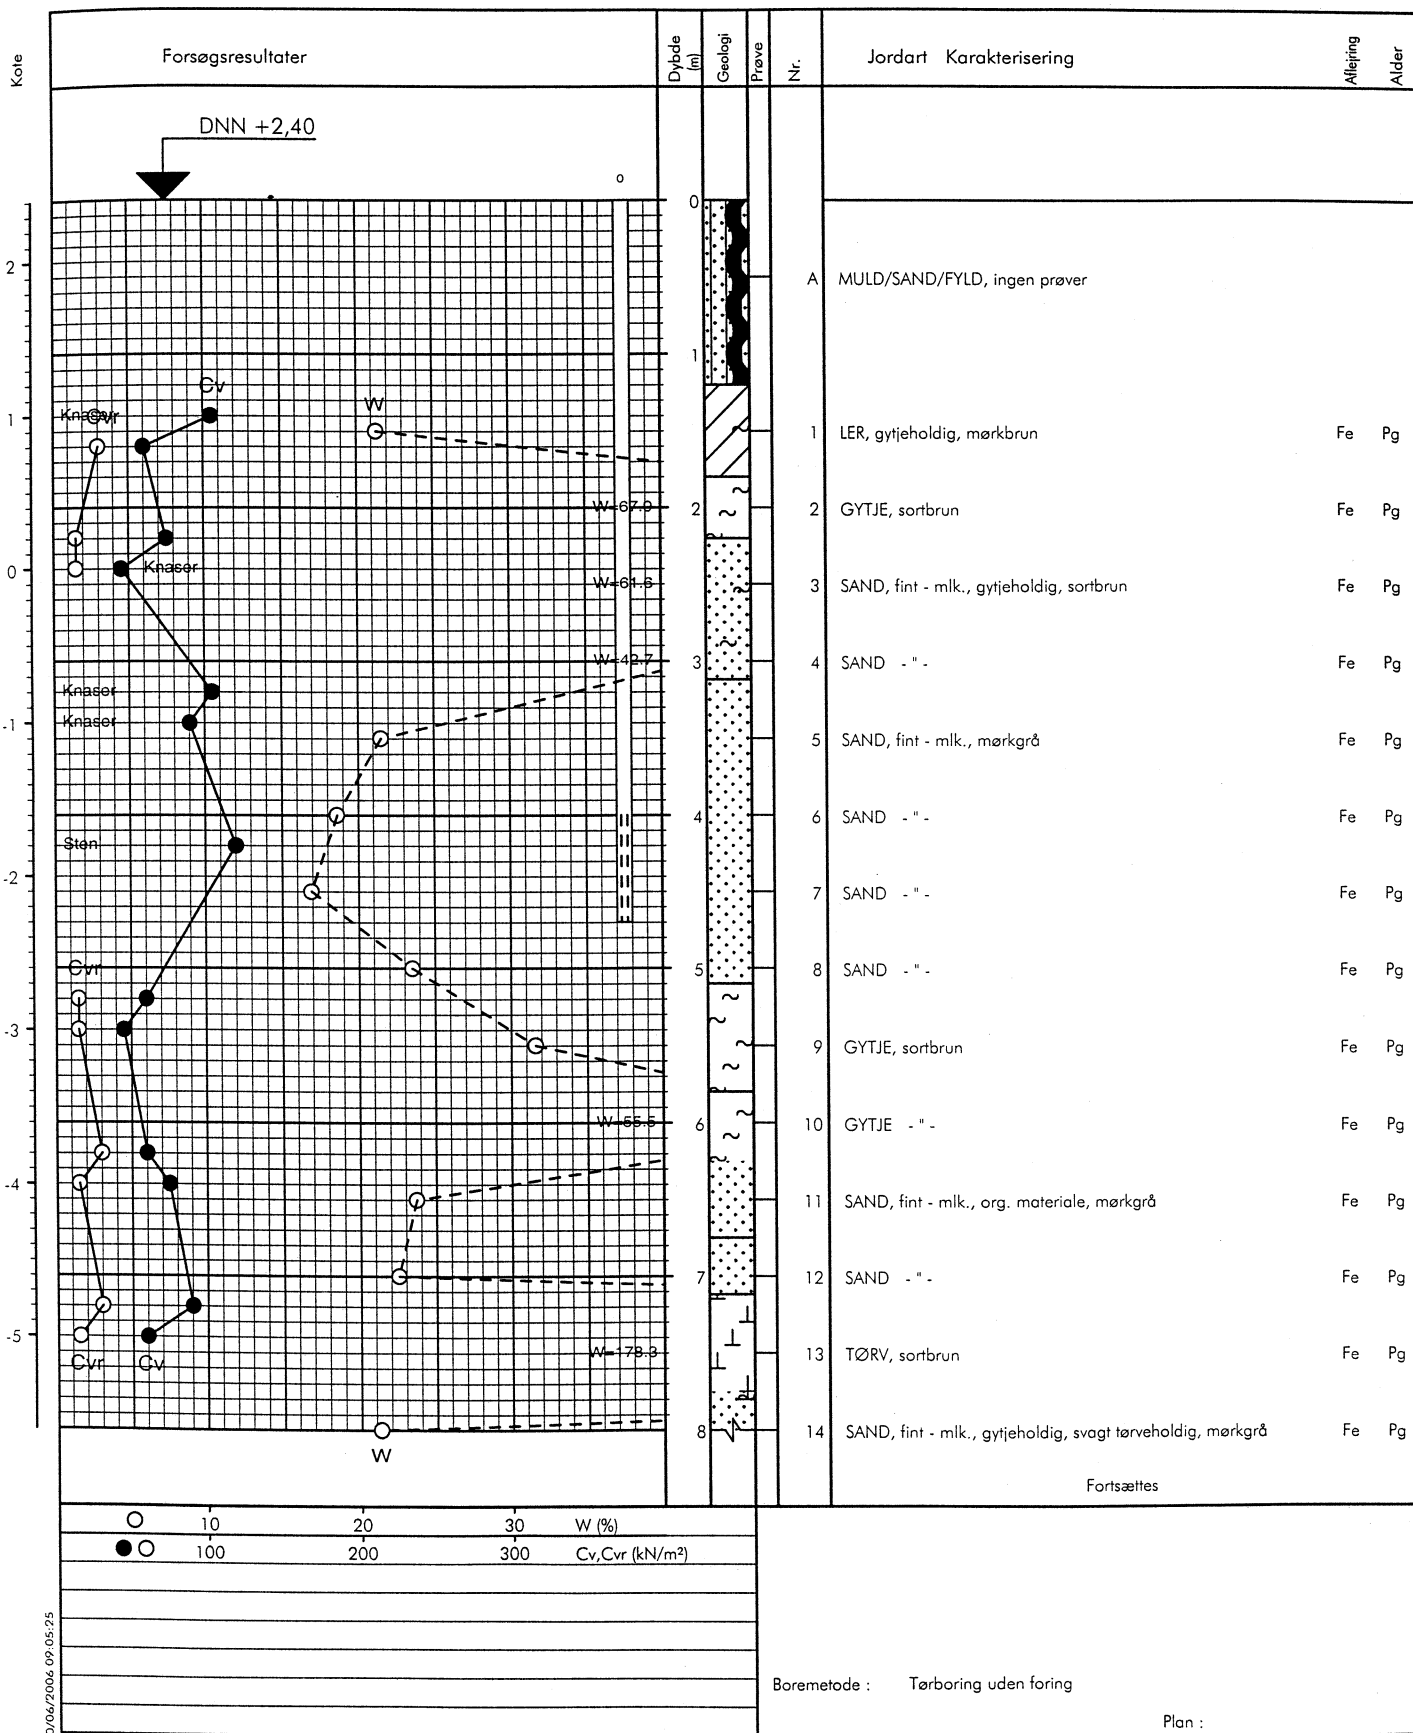 Kote
Forsøgsresultater
Dybde (m)
Geologi
Prøve
Nr.
Jordart Karakterisering
Aflejring
Alder
DNN +2,40
o
0
2
A MULD/SAND/FYLD, ingen prøver
1
Cv
W
1 Knaser Cvr
1 LER, gytjeholdig, mørkbrun Fe Pg
W=67.9 2
2 GYTJE, sortbrun Fe Pg
0 Knaser
W=61.6
3 SAND, fint - mlk., gytjeholdig, sortbrun Fe Pg
W=42.7 3
4 SAND - " - Fe Pg
Knaser
-1 Knaser
5 SAND, fint - mlk., mørkgrå Fe Pg
4
6 SAND - " - Fe Pg
Sten
-2
7 SAND - " - Fe Pg
Cvr
5
8 SAND - " - Fe Pg
-3
9 GYTJE, sortbrun Fe Pg
W=55.5 6
10 GYTJE - " - Fe Pg
-4
11 SAND, fint - mlk., org. materiale, mørkgrå Fe Pg
7
12 SAND - " - Fe Pg
-5
Cvr Cv
W=178.3
13 TØRV, sortbrun Fe Pg
8
14 SAND, fint - mlk., gytjeholdig, svagt tørveholdig, mørkgrå Fe Pg
W
Fortsættes
10 20 30 W (%)
100 200 300 Cv,Cvr (kN/m²)
0/06/2006 09:05:25
Boremetode : Tørboring uden foring
Plan :